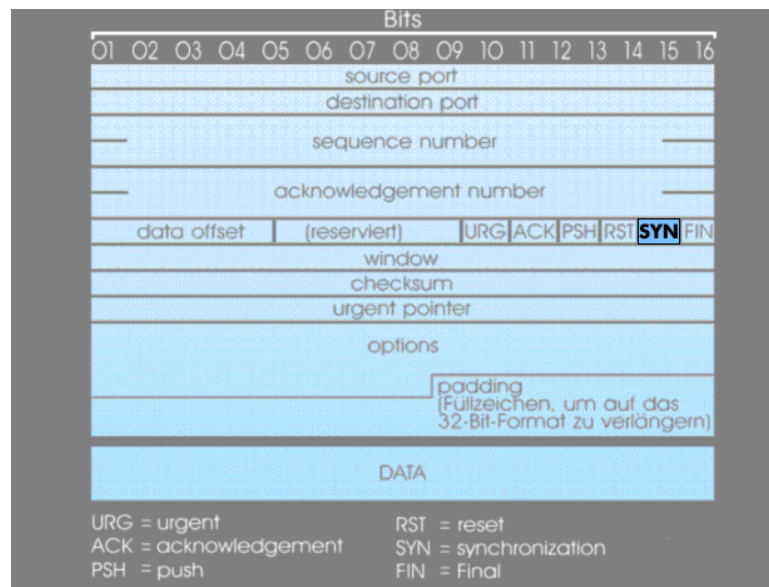 Bits
01 02 03 04 05 06 07 08 09 10 11 12 13 14 15 16
source port
destination port
sequence number
acknowledgement number
data offset (reserviert) URG ACK PSH RST SYN FIN
window
checksum
urgent pointer
options
padding
(Füllzeichen, um auf das
32-Bit-Format zu verlängern)
DATA
URG = urgent RST = reset
ACK = acknowledgement SYN = synchronization
PSH = push FIN = Final